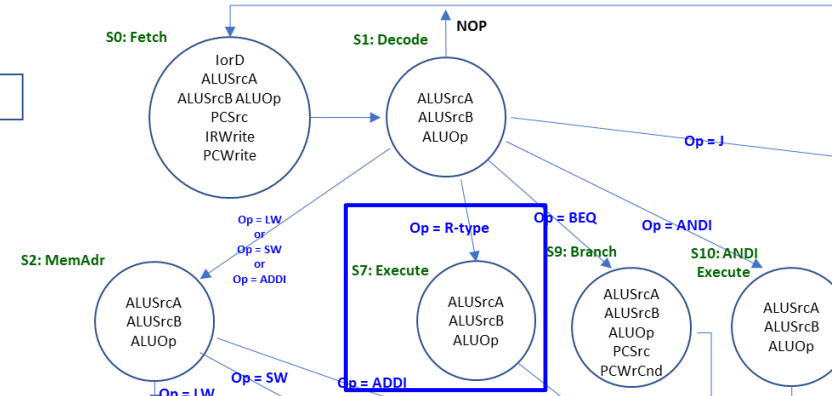 NOP
S0: Fetch
S1: Decode
IorD
ALUSrcA
ALUSrcB ALUOp
PCSrc
IRWrite
PCWrite
ALUSrcA
ALUSrcB
ALUOp
Op = J
Op = LW
or
Op = SW
or
Op = ADDI
Op = R-type
Op = BEQ
Op = ANDI
S2: MemAdr
S7: Execute
S9: Branch
S10: ANDI
Execute
ALUSrcA
ALUSrcB
ALUOp
ALUSrcA
ALUSrcB
ALUOp
ALUSrcA
ALUSrcB
ALUOp
PCSrc
PCWrCnd
ALUSrcA
ALUSrcB
ALUOp
Op = LW
Op = SW
Op = ADDI